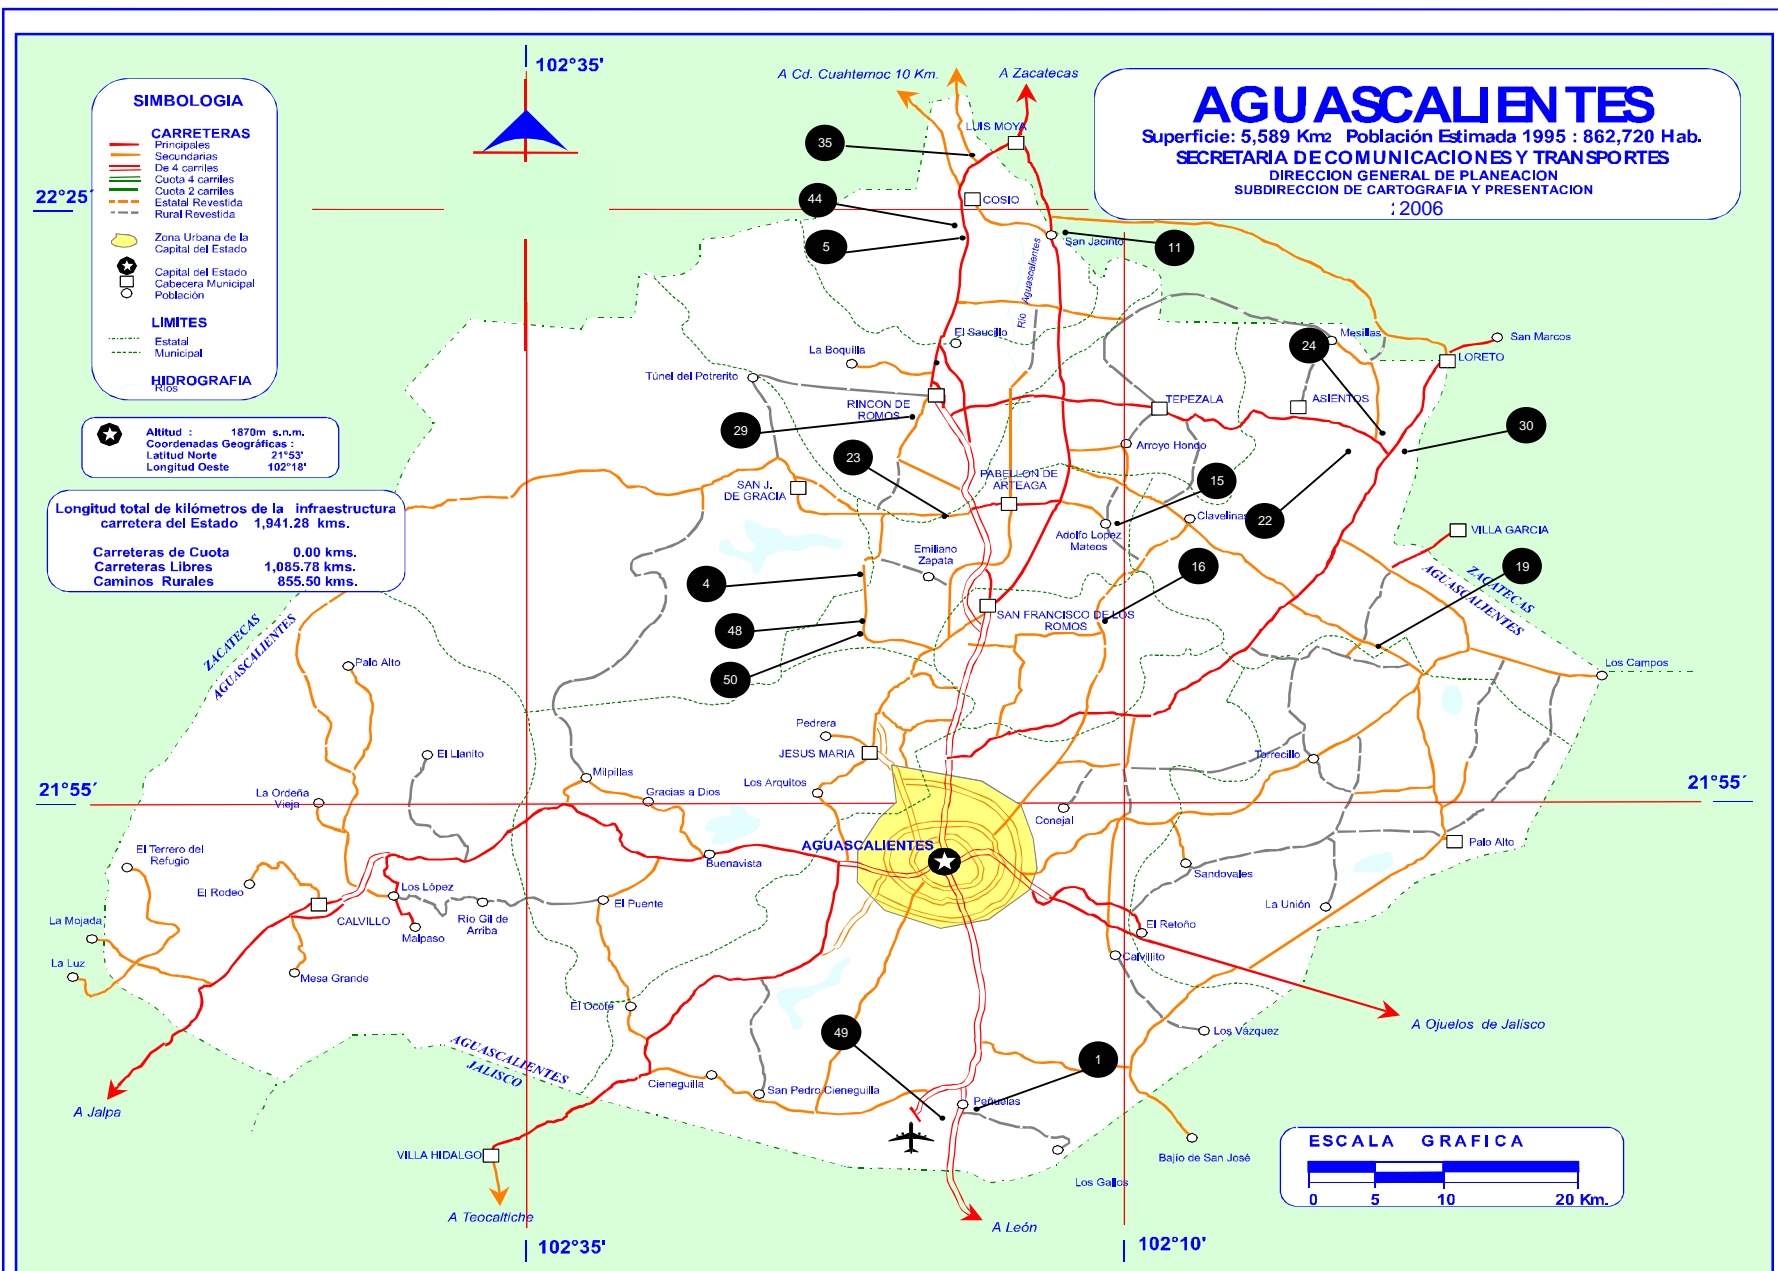 102°35'
A Cd. Cuahtemoc 10 Km.
A Zacatecas
AGUASCALIENTES
Superficie: 5,589 Km2 Población Estimada 1995 : 862,720 Hab.
SECRETARIA DE COMUNICACIONES Y TRANSPORTES
DIRECCION GENERAL DE PLANEACION
SUBDIRECCION DE CARTOGRAFIA Y PRESENTACION
2006
SIMBOLOGIA
CARRETERAS
Principales
Secundarias
De 4 carriles
Cuota 4 carriles
Cuota 2 carriles
Estatal Revestida
Rural Revestida
Zona Urbana de la
Capital del Estado
Capital del Estado
Cabecera Municipal
Población
LIMITES
Estatal
Municipal
HIDROGRAFIA
Ríos
22°25´
Altitud : 1870m s.n.m.
Coordenadas Geográficas :
Latitud Norte 21°53'
Longitud Oeste 102°18'
Longitud total de kilómetros de la infraestructura
carretera del Estado 1,941.28 kms.
Carreteras de Cuota 0.00 kms.
Carreteras Libres 1,085.78 kms.
Caminos Rurales 855.50 kms.
LUIS MOYA
35
44
COSIO
5
San Jacinto
11
Río Aguascalientes
El Saucillo
La Boquilla
Túnel del Potrerito
Mesillas
24
San Marcos
LORETO
RINCON DE
ROMOS
TEPEZALA
ASIENTOS
29
30
Arroyo Hondo
23
SAN J.
DE GRACIA
PABELLON DE
ARTEAGA
15
22
Clavelinas
Adolfo Lopez
Mateos
VILLA GARCIA
Emiliano
Zapata
4
16
19
ZACATECAS
AGUASCALIENTES
48
SAN FRANCISCO DE LOS
ROMOS
50
ZACATECAS
AGUASCALIENTES
Palo Alto
Los Campos
Pedrera
JESUS MARIA
El Llanito
Torrecillo
Milpillas
Los Arquitos
21°55´
21°55´
La Ordeña
Vieja
Gracias a Dios
Conejal
El Terrero del
Refugio
AGUASCALIENTES
Palo Alto
Buenavista
Sandovales
El Rodeo
Los López
El Puente
La Unión
La Mojada
CALVILLO
Malpaso
Río Gil de
Arriba
El Retoño
Calvillito
La Luz
Mesa Grande
El Ocote
A Ojuelos de Jalisco
Los Vázquez
49
1
AGUASCALIENTES
JALISCO
Cieneguilla
San Pedro Cieneguilla
Peñuelas
A Jalpa
VILLA HIDALGO
Bajío de San José
Los Gallos
ESCALA GRAFICA
0 5 10 20 Km.
A Teocaltiche
A León
102°35'
102°10'